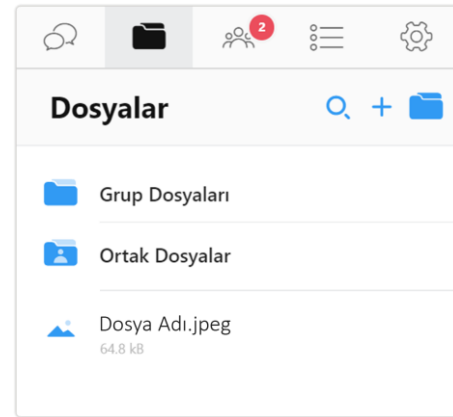 2
Dosyalar
Grup Dosyaları
Ortak Dosyalar
Dosya Adı.jpeg
64.8 kB